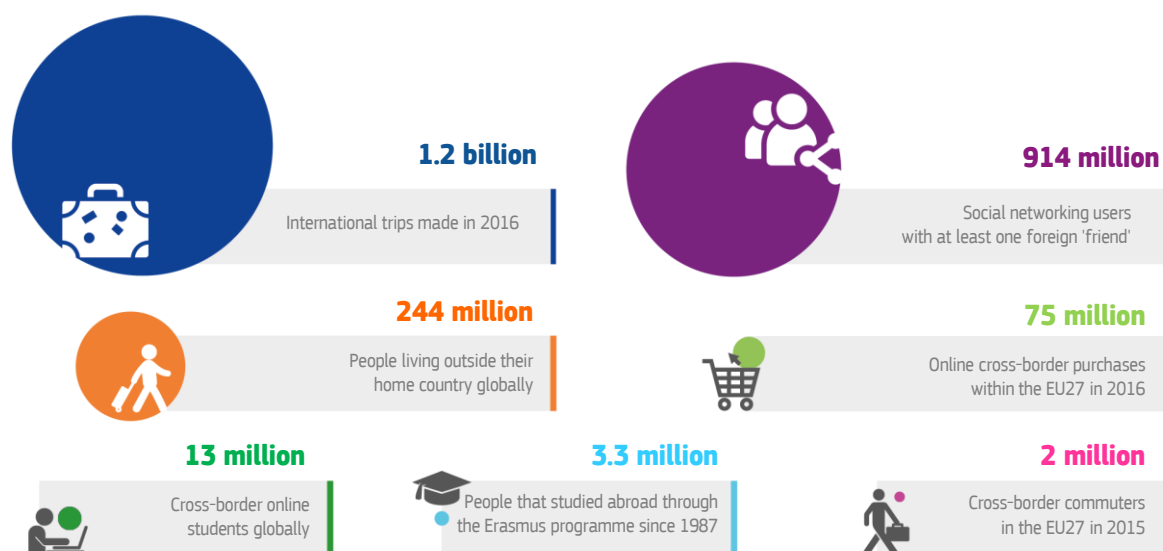 1.2 billion
International trips made in 2016
914 million
Social networking users
with at least one foreign 'friend'
244 million
People living outside their
home country globally
75 million
Online cross-border purchases
within the EU27 in 2016
13 million
Cross-border online
students globally
3.3 million
People that studied abroad through
the Erasmus programme since 1987
2 million
Cross-border commuters
in the EU27 in 2015